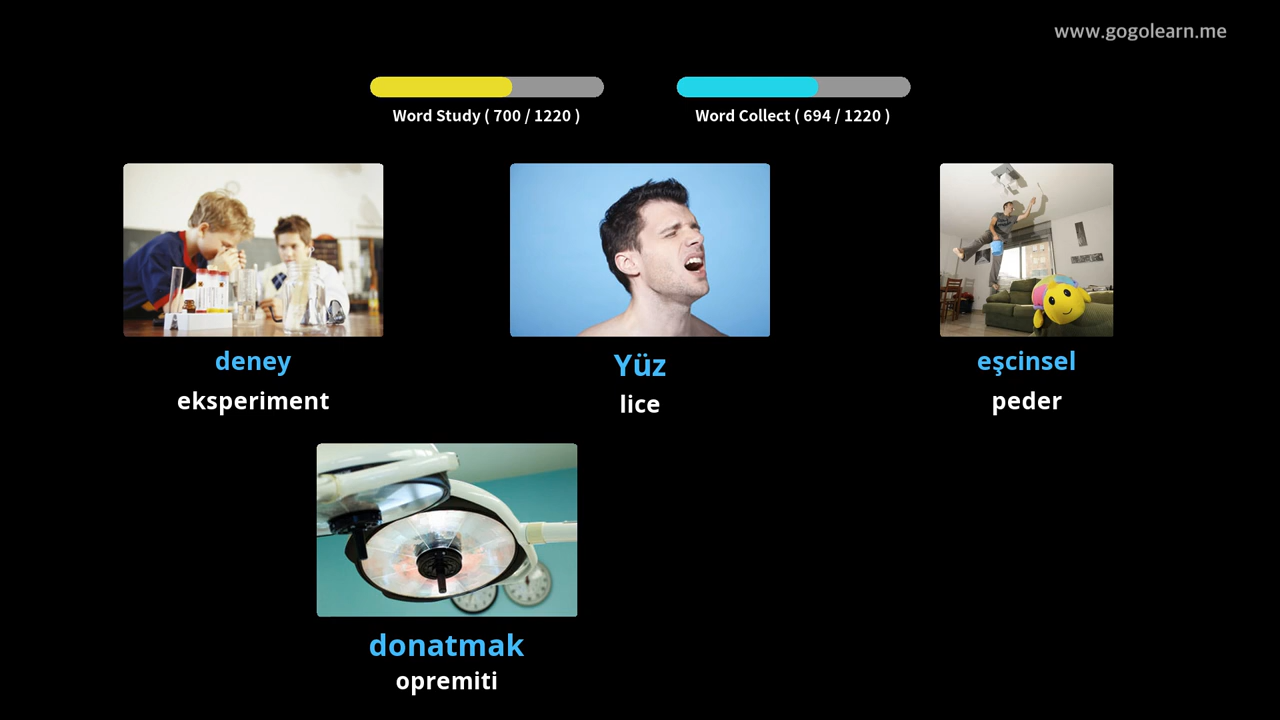 www.gogolearn.me
Word Study ( 700 / 1220 )
Word Collect ( 694 / 1220 )
deney
eksperiment
Yüz
lice
eşcinsel
peder
donatmak
opremiti